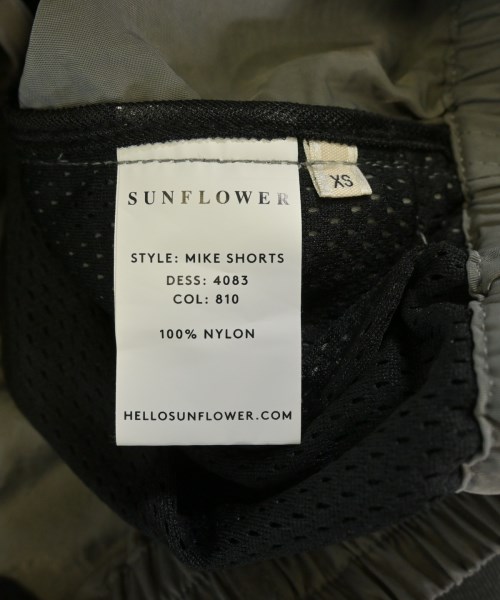 SUNFLOWER
XS
STYLE: MIKE SHORTS
DESS: 4083
COL: 810
100% NYLON
HELLOSUNFLOWER.COM